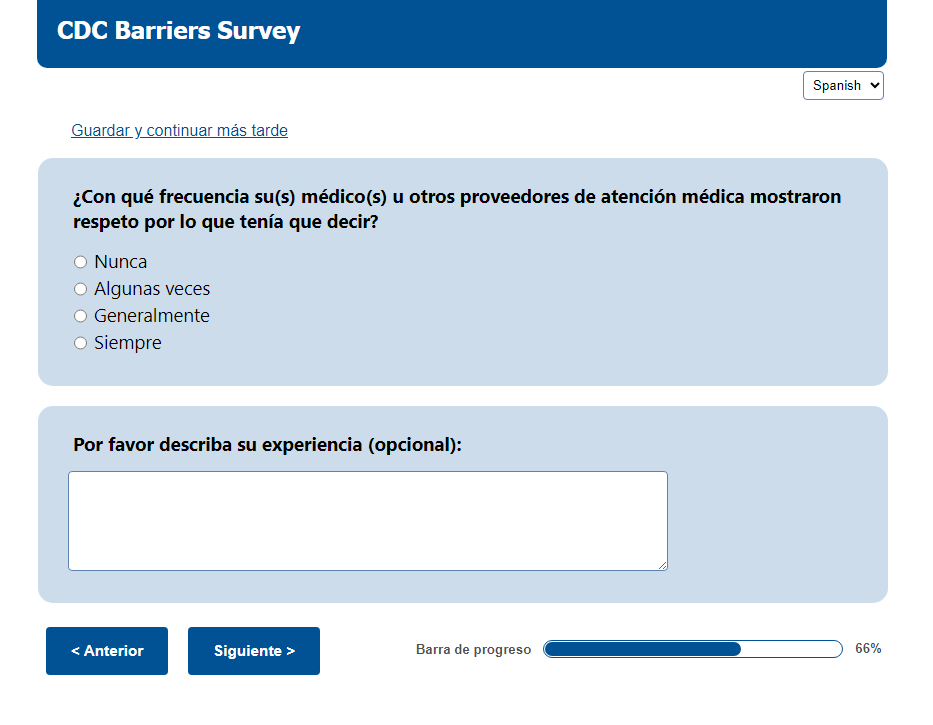 CDC Barriers Survey
Spanish
Guardar y continuar más tarde
¿Con qué frecuencia su(s) médico(s) u otros proveedores de atención médica mostraron
respeto por lo que tenía que decir?
Nunca
Algunas veces
Generalmente
Siempre
Por favor describa su experiencia (opcional):
< Anterior
Siguiente >
Barra de progreso
66%